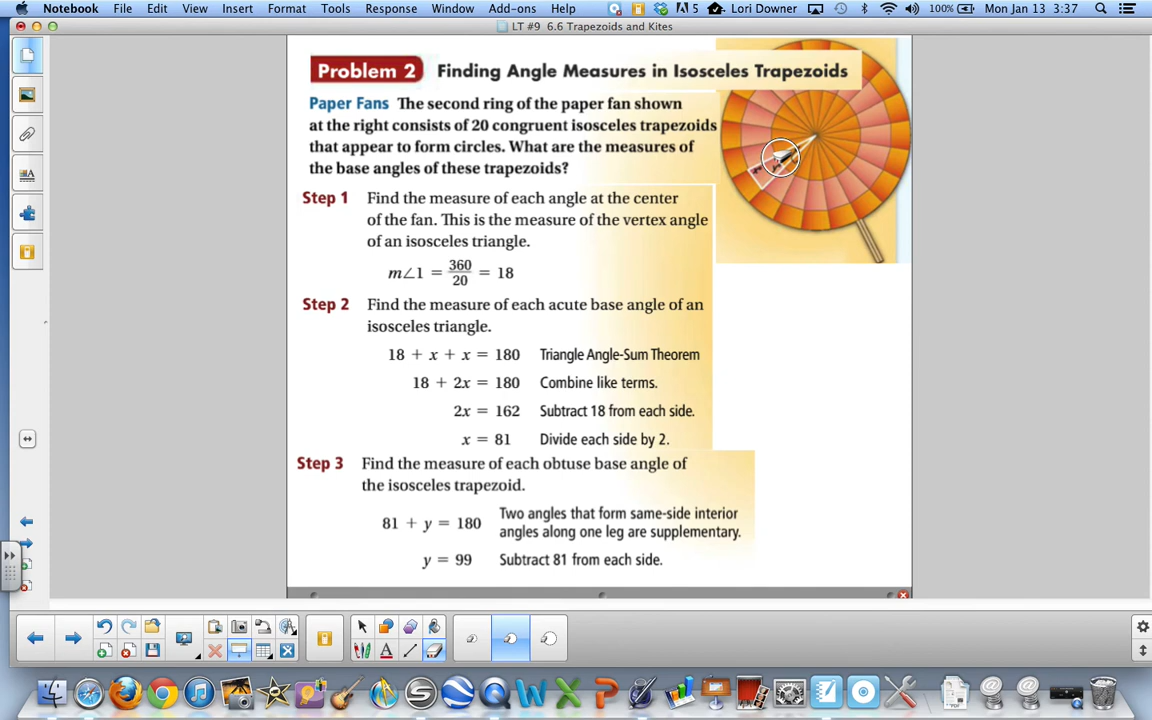 Notebook File Edit View Insert Format Tools Response Window Add-ons Help 5 Lori Downer 100% Mon Jan 13 3:37
LT #9 6.6 Trapezoids and Kites
Problem 2 Finding Angle Measures in Isosceles Trapezoids
Paper Fans The second ring of the paper fan shown
at the right consists of 20 congruent isosceles trapezoids
that appear to form circles. What are the measures of
the base angles of these trapezoids?
Step 1 Find the measure of each angle at the center
of the fan. This is the measure of the vertex angle
of an isosceles triangle.
m∠1 = 360/20 = 18
Step 2 Find the measure of each acute base angle of an
isosceles triangle.
18 + x + x = 180 Triangle Angle-Sum Theorem
18 + 2x = 180 Combine like terms.
2x = 162 Subtract 18 from each side.
x = 81 Divide each side by 2.
Step 3 Find the measure of each obtuse base angle of
the isosceles trapezoid.
81 + y = 180 Two angles that form same-side interior
angles along one leg are supplementary.
y = 99 Subtract 81 from each side.